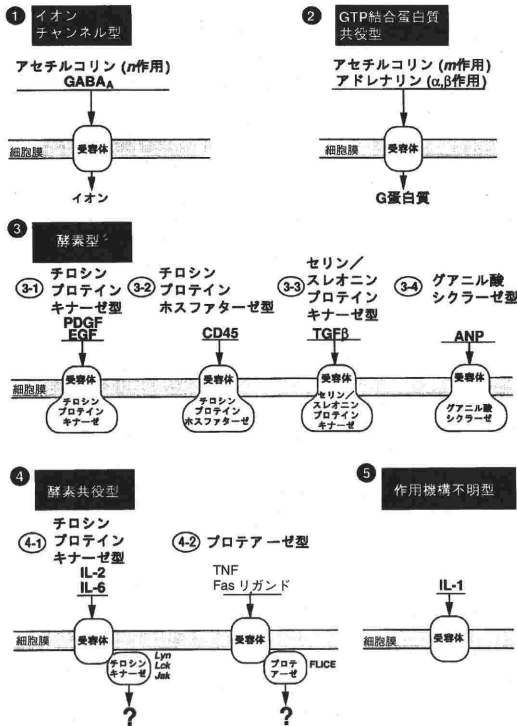 1 イオン
チャンネル型
アセチルコリン (n作用)
GABAA
細胞膜
受容体
イオン
2 GTP結合蛋白質
共役型
アセチルコリン (m作用)
アドレナリン (α,β作用)
細胞膜
受容体
G蛋白質
3 酵素型
3-1 チロシン
プロテイン
キナーゼ型
PDGF
EGF
細胞膜
受容体
チロシン
プロテイン
キナーゼ
3-2 チロシン
プロテイン
ホスファターゼ型
CD45
受容体
チロシン
プロテイン
ホスファターゼ
3-3 セリン/
スレオニン
プロテイン
キナーゼ型
TGFβ
受容体
セリン/
スレオニン
プロテイン
キナーゼ
3-4 グアニル酸
シクラーゼ型
ANP
受容体
グアニル酸
シクラーゼ
4 酵素共役型
4-1 チロシン
プロテイン
キナーゼ型
IL-2
IL-6
細胞膜
受容体
チロシン
キナーゼ
Lyn
Lck
Jak
?
4-2 プロテアーゼ型
TNF
Fas リガンド
受容体
プロテ
アーゼ
FLICE
?
5 作用機構不明型
IL-1
細胞膜
受容体